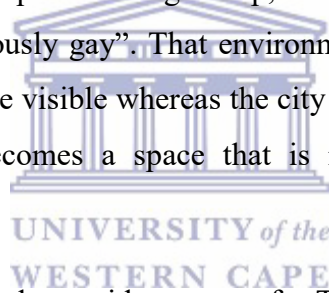 ously gay”. That environm
e visible whereas the city
ecomes a space that is
UNIVERSITY of the
WESTERN CAPE